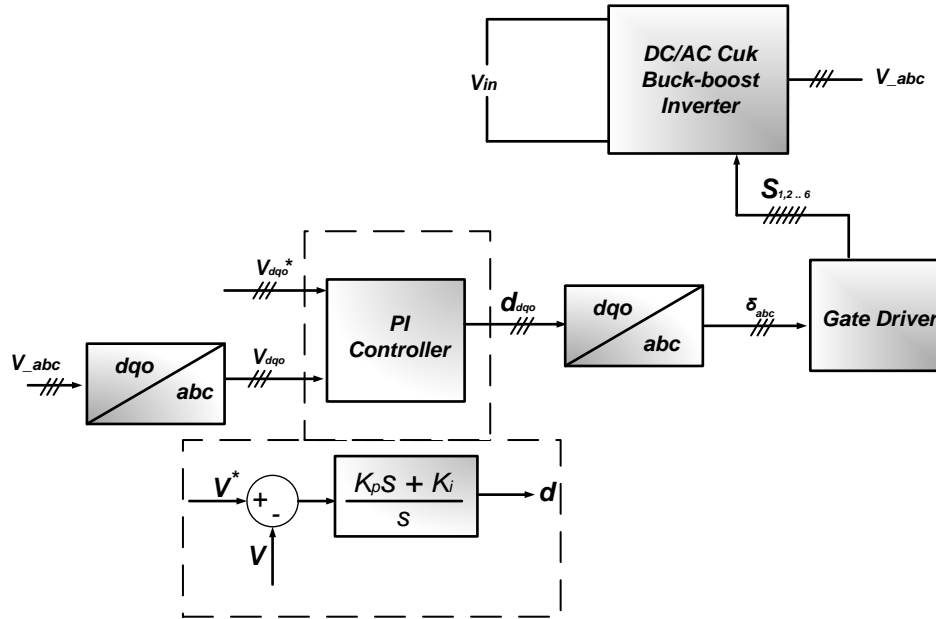 DC/AC Cuk
Buck-boost
Inverter
Vin
V_abc
S1,2 .. 6
Vdqo*
PI
Controller
ddqo
dqo
abc
δabc
Gate Driver
V_abc
dqo
abc
Vdqo
V*
+
-
V
KpS + Ki
s
d